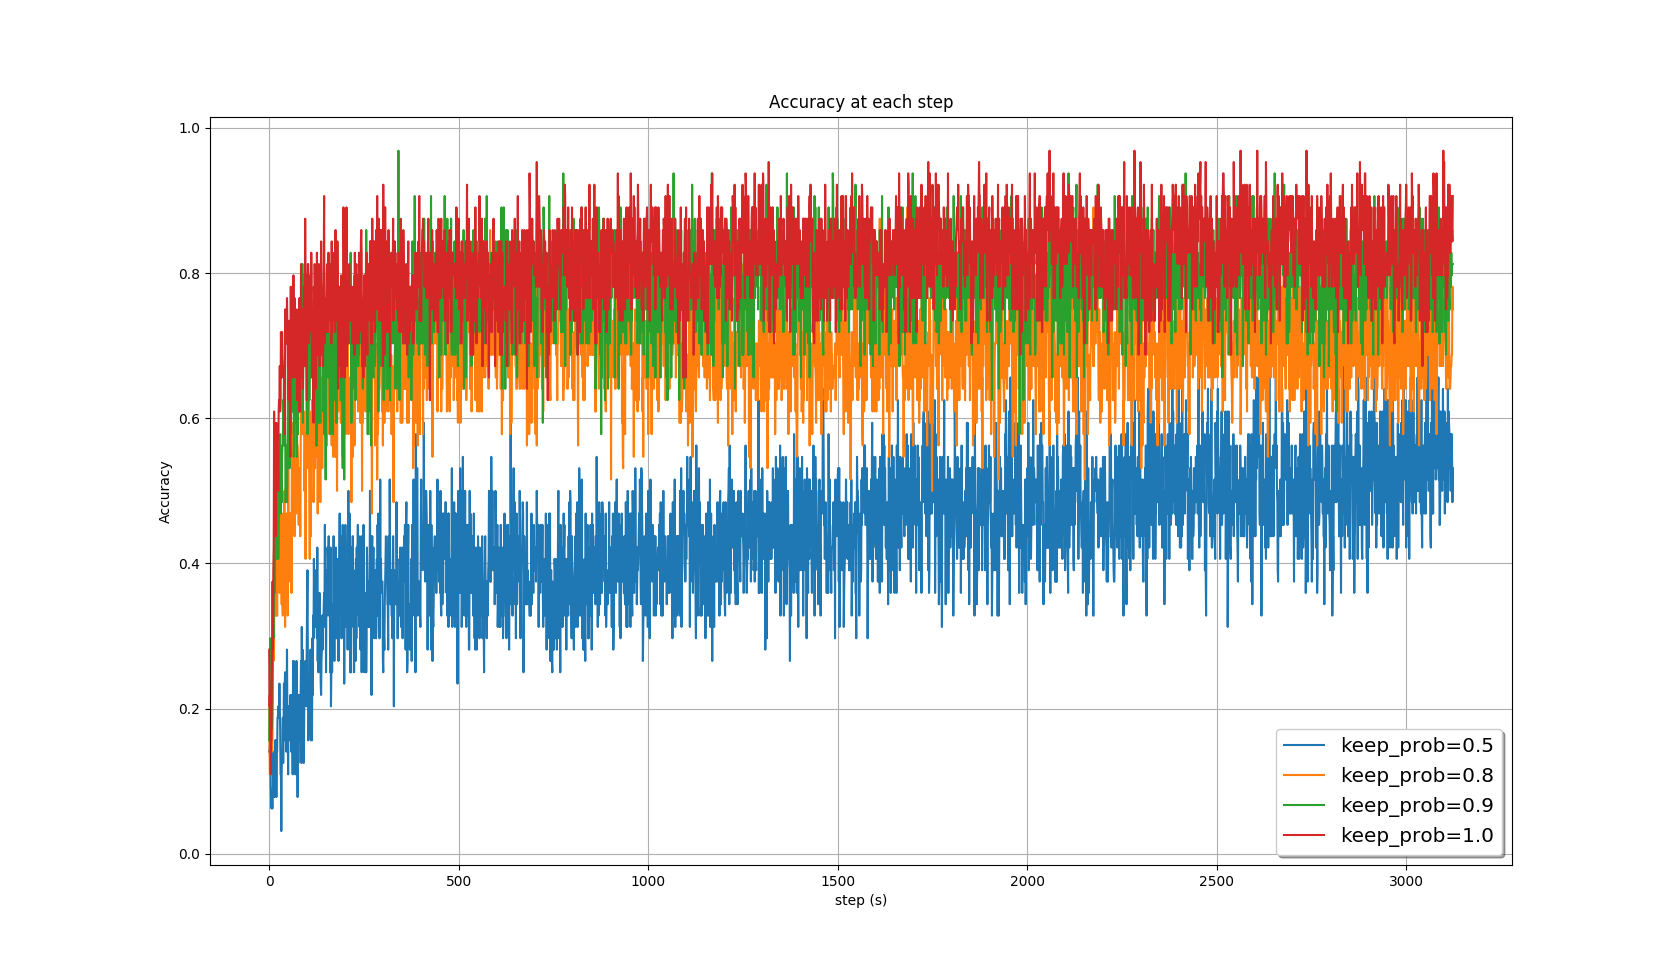 Accuracy at each step
1.0
0.8
0.6
0.4
0.2
0.0
Accuracy
0 500 1000 1500 2000 2500 3000
step (s)
keep_prob=0.5
keep_prob=0.8
keep_prob=0.9
keep_prob=1.0